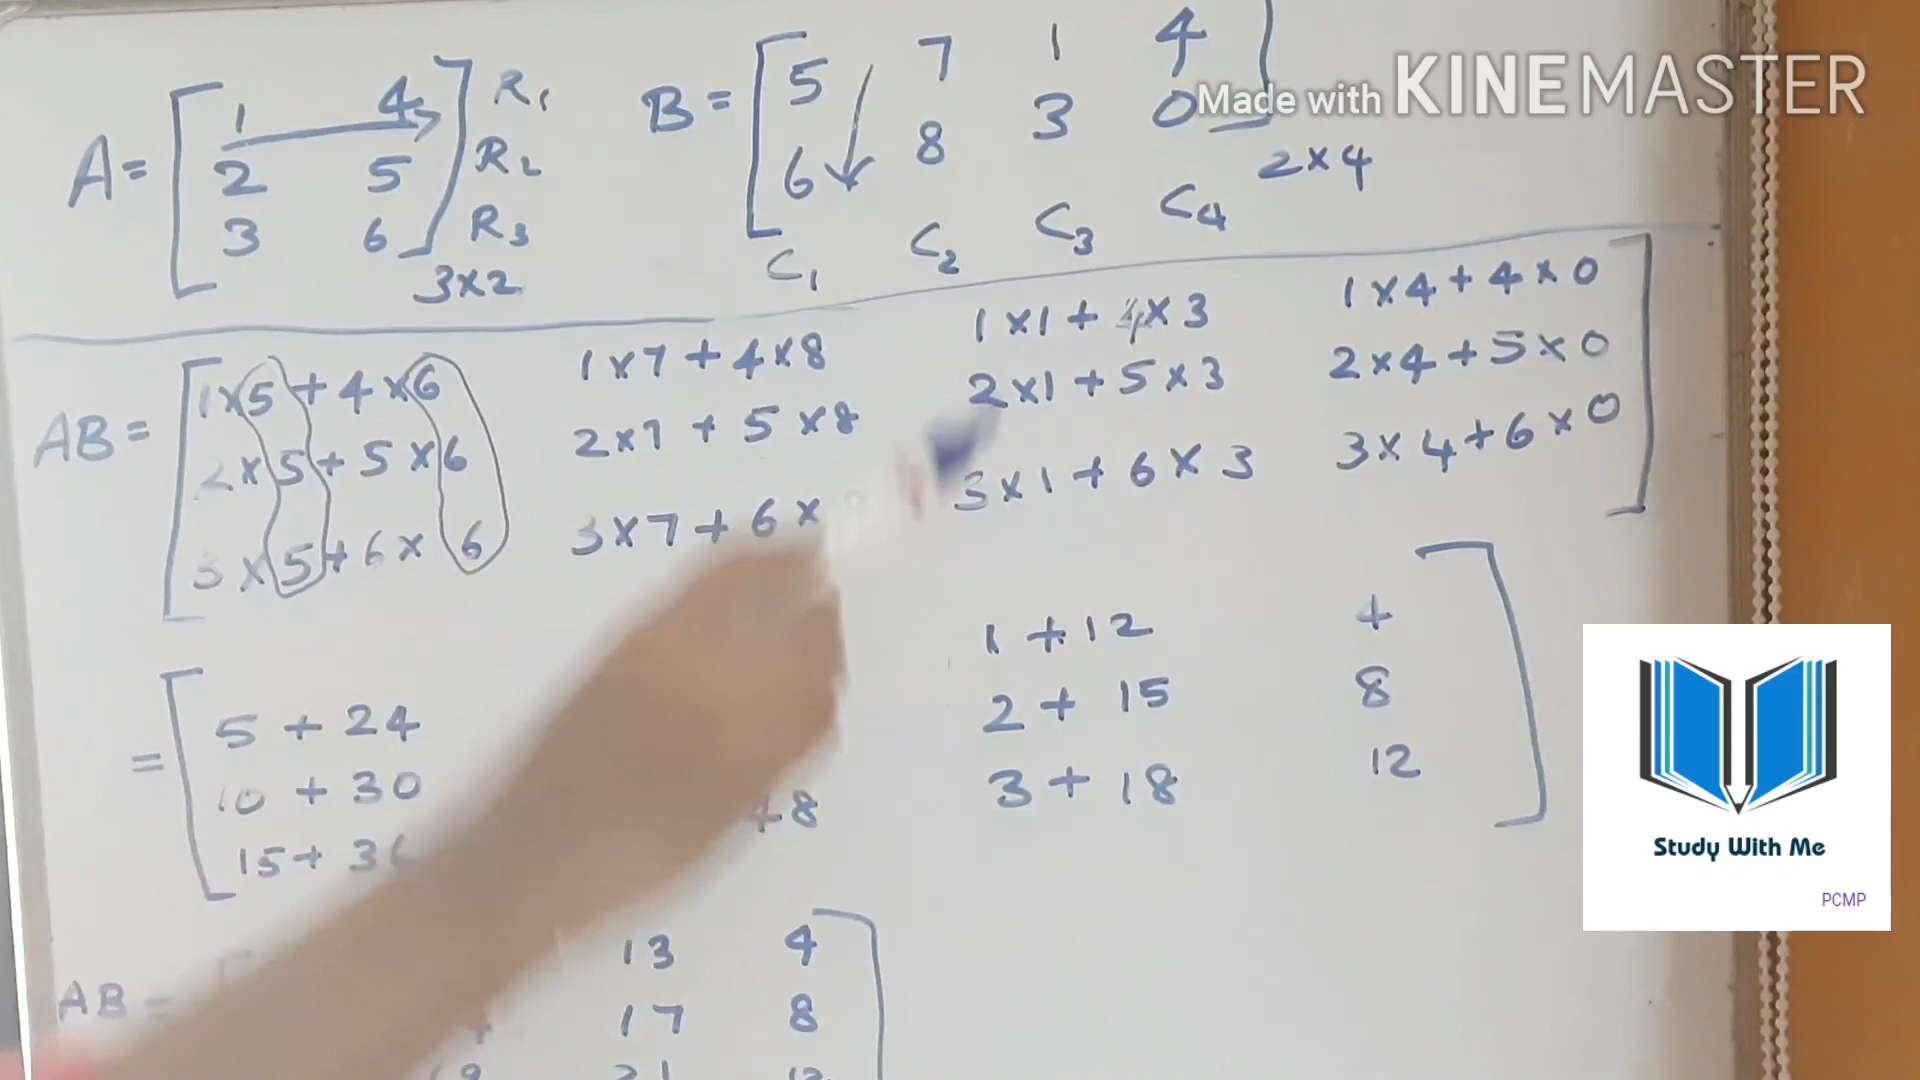 A = [ 1 4 ] R1 B = [ 5 7 1 4 ]
2 5 R2 6 8 3 0
3 6 R3 2×4
3×2 C1 C2 C3 C4
Made with KINEMASTER
AB = [ 1×5 + 4×6 1×7 + 4×8 1×1 + 4×3 1×4 + 4×0 ]
2×5 + 5×6 2×7 + 5×8 2×1 + 5×3 2×4 + 5×0
3×5 + 6×6 3×7 + 6× 3×1 + 6×3 3×4 + 6×0
= [ 5 + 24 1 + 12 4 ]
10 + 30 2 + 15 8
15 + 36 48 3 + 18 12
AB = [ 13 4 ]
17 8
21 12
Study With Me
PCMP